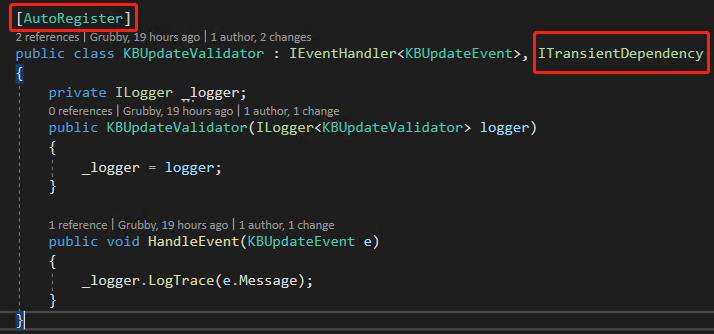 [AutoRegister]
2 references | Grubby, 19 hours ago | 1 author, 2 changes
public class KBUpdateValidator : IEventHandler<KBUpdateEvent>, ITransientDependency
{
private ILogger _logger;
0 references | Grubby, 19 hours ago | 1 author, 1 change
public KBUpdateValidator(ILogger<KBUpdateValidator> logger)
{
_logger = logger;
}
1 reference | Grubby, 19 hours ago | 1 author, 1 change
public void HandleEvent(KBUpdateEvent e)
{
_logger.LogTrace(e.Message);
}
}